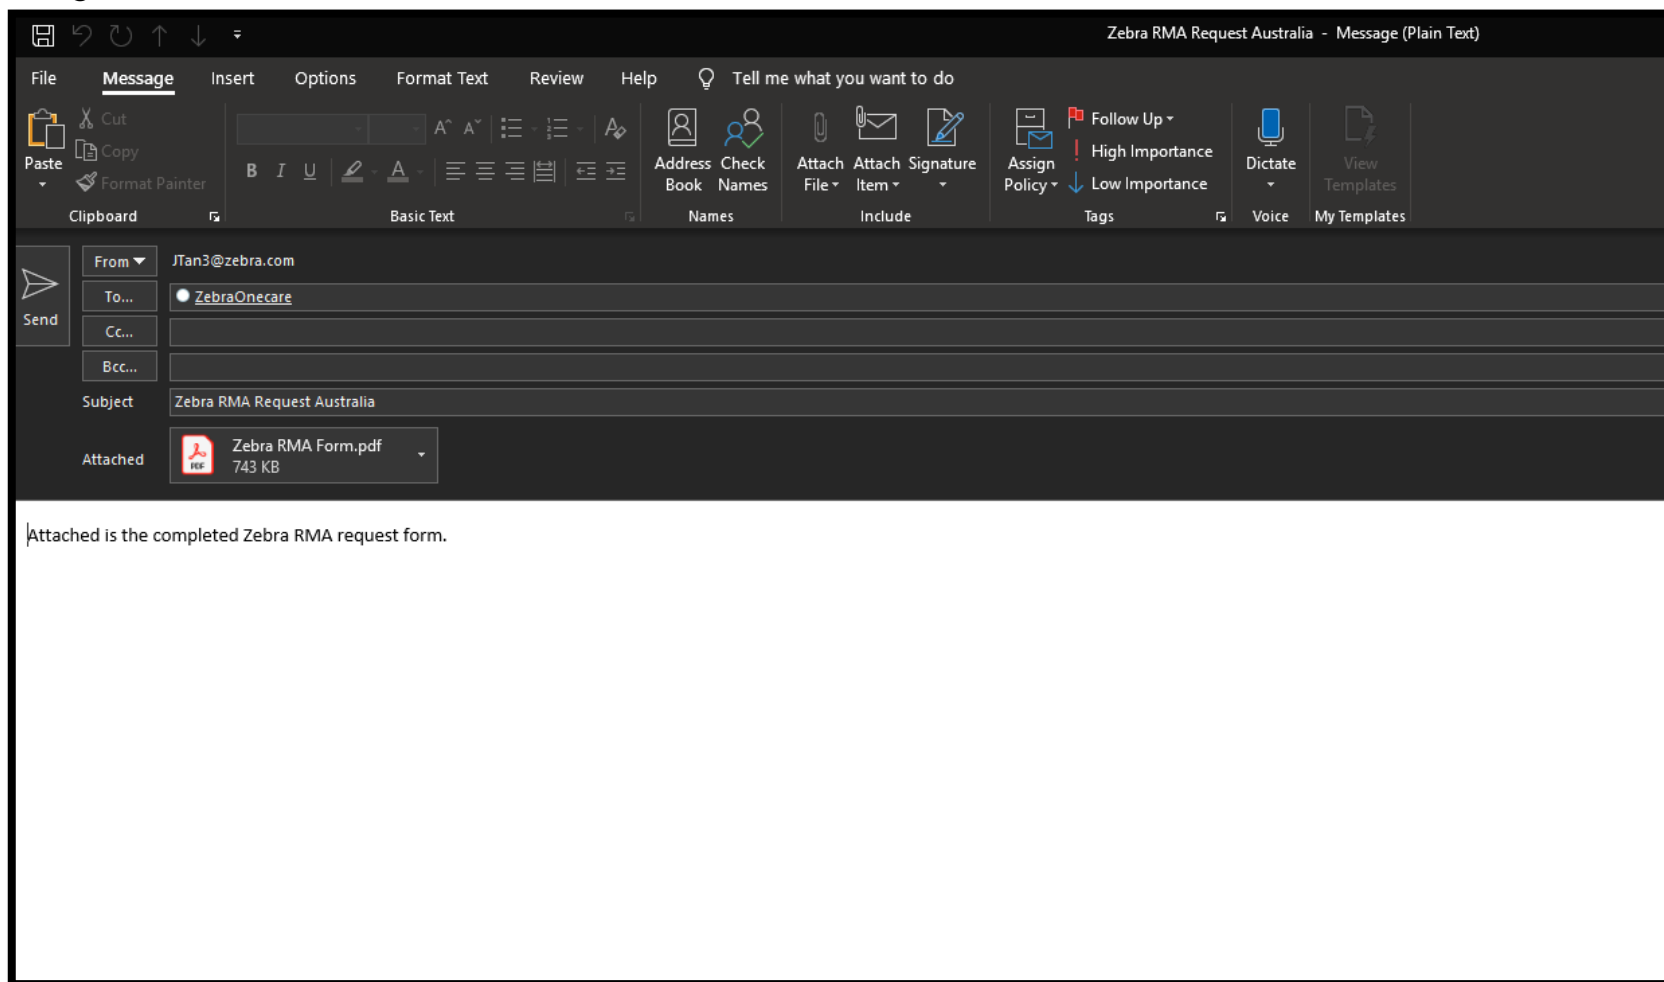 Zebra RMA Request Australia - Message (Plain Text)
File Message Insert Options Format Text Review Help Tell me what you want to do
Cut
Copy
Format Painter
Paste
Clipboard
A^ A˅
B I U A
Basic Text
Address Book
Check Names
Names
Attach File
Attach Item
Signature
Include
Assign Policy
Follow Up
High Importance
Low Importance
Tags
Dictate
Voice
View Templates
My Templates
Send
From JTan3@zebra.com
To... ZebraOnecare
Cc...
Bcc...
Subject Zebra RMA Request Australia
Attached PDF Zebra RMA Form.pdf
743 KB
Attached is the completed Zebra RMA request form.